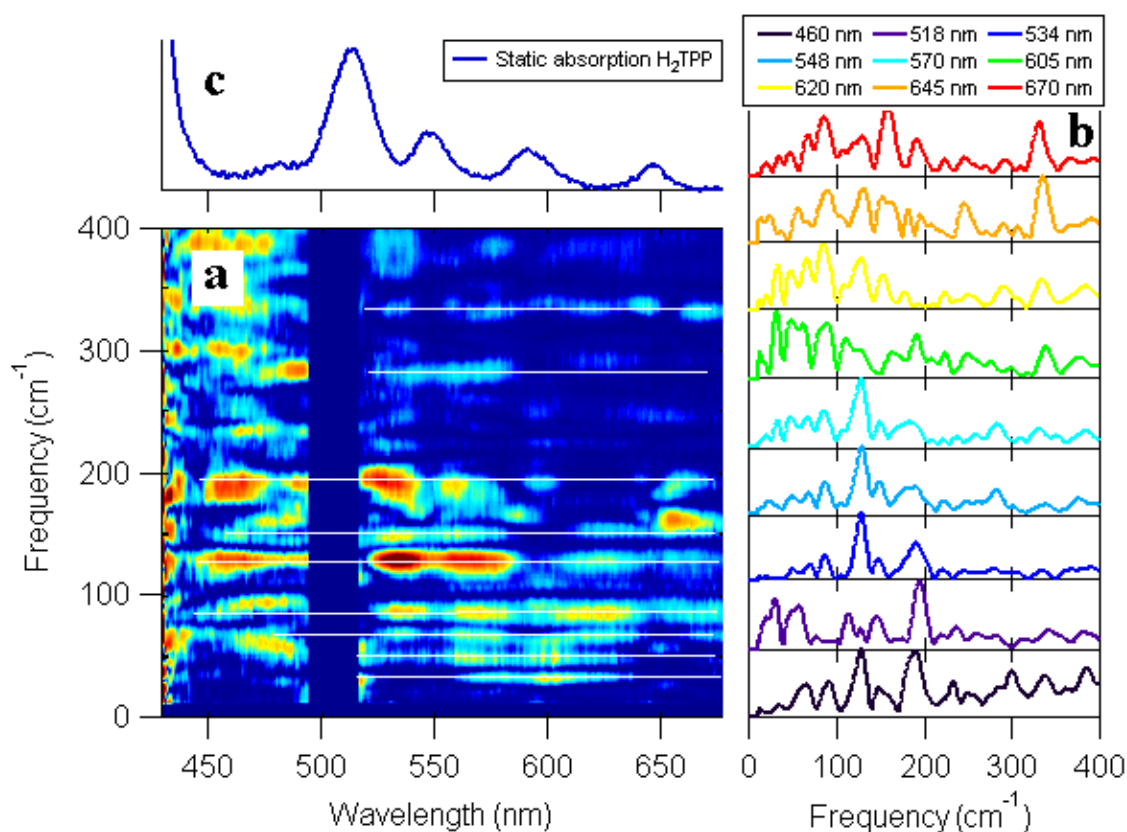 c
Static absorption H₂TPP
460 nm 518 nm 534 nm
548 nm 570 nm 605 nm
620 nm 645 nm 670 nm
b
a
400
300
200
100
0
Frequency (cm⁻¹)
450 500 550 600 650
Wavelength (nm)
0 100 200 300 400
Frequency (cm⁻¹)